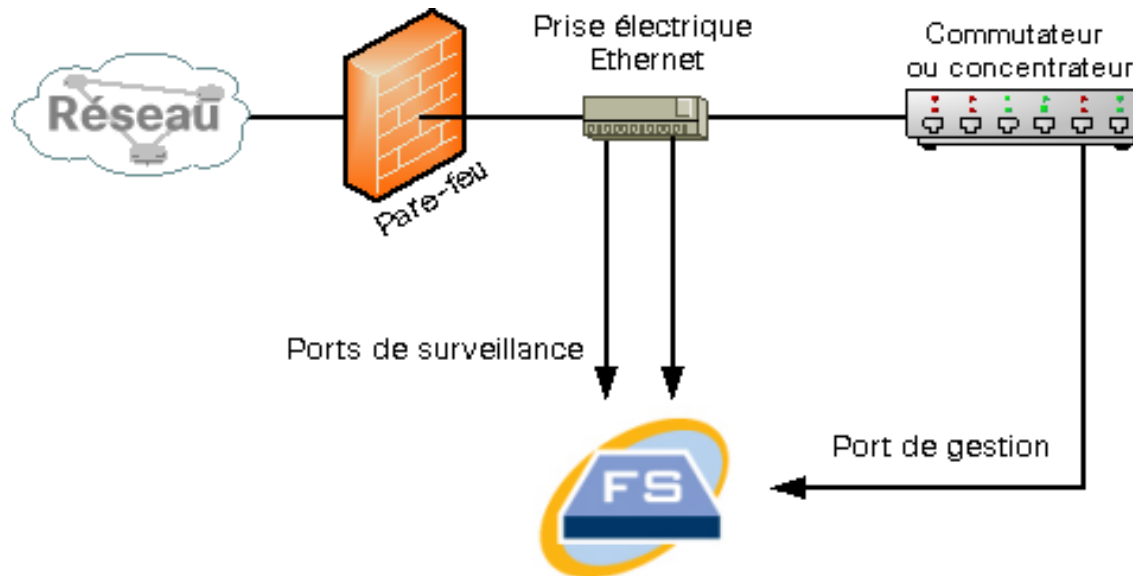 Prise électrique
Ethernet
Commutateur
ou concentrateur
Réseau
Pare-feu
Ports de surveillance
Port de gestion
FS